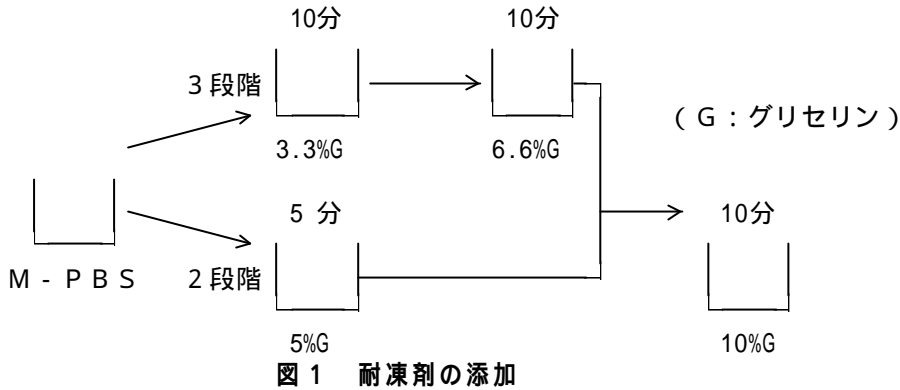 10分 10分
3段階
(G:グリセリン)
3.3%G 6.6%G
5 分 10分
M-PBS 2段階
5%G 10%G
図1 耐凍剤の添加